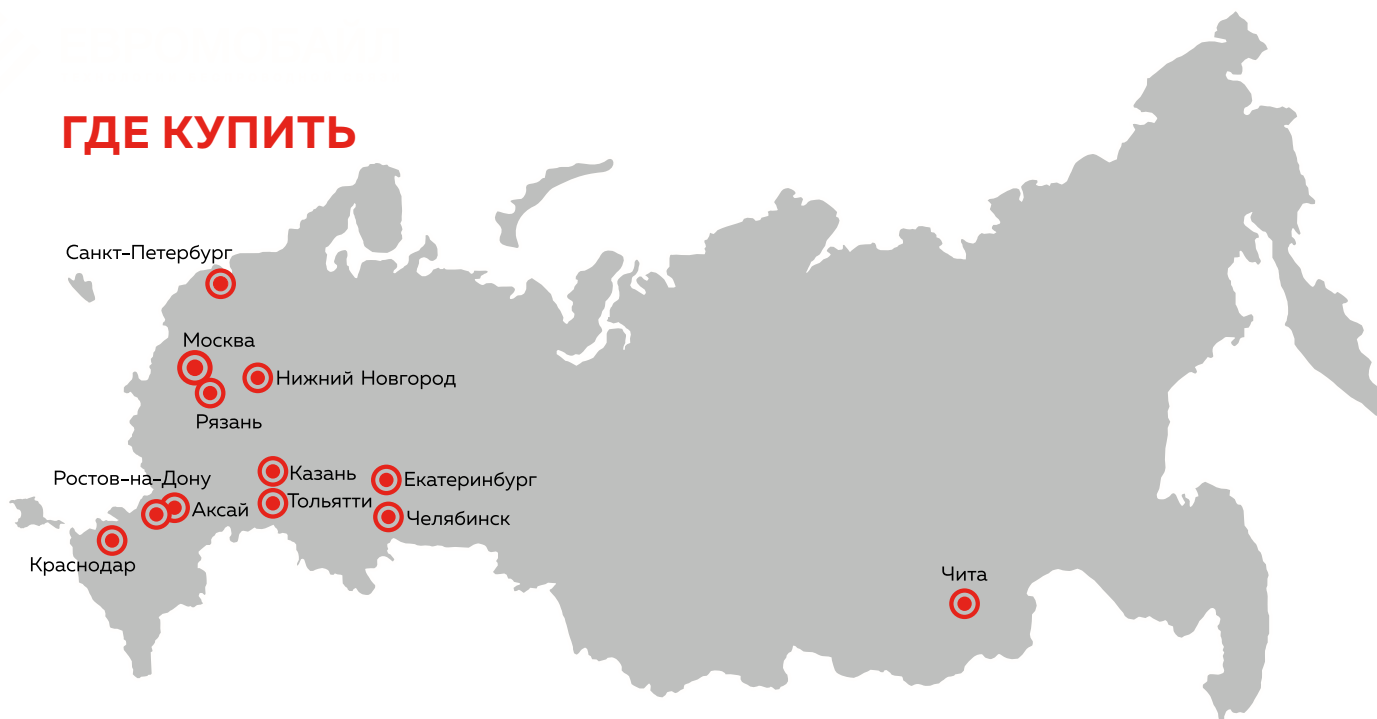 ГДЕ КУПИТЬ
Санкт-Петербург
Москва
Нижний Новгород
Рязань
Казань
Екатеринбург
Ростов-на-Дону
Тольятти
Аксай
Челябинск
Краснодар
Чита